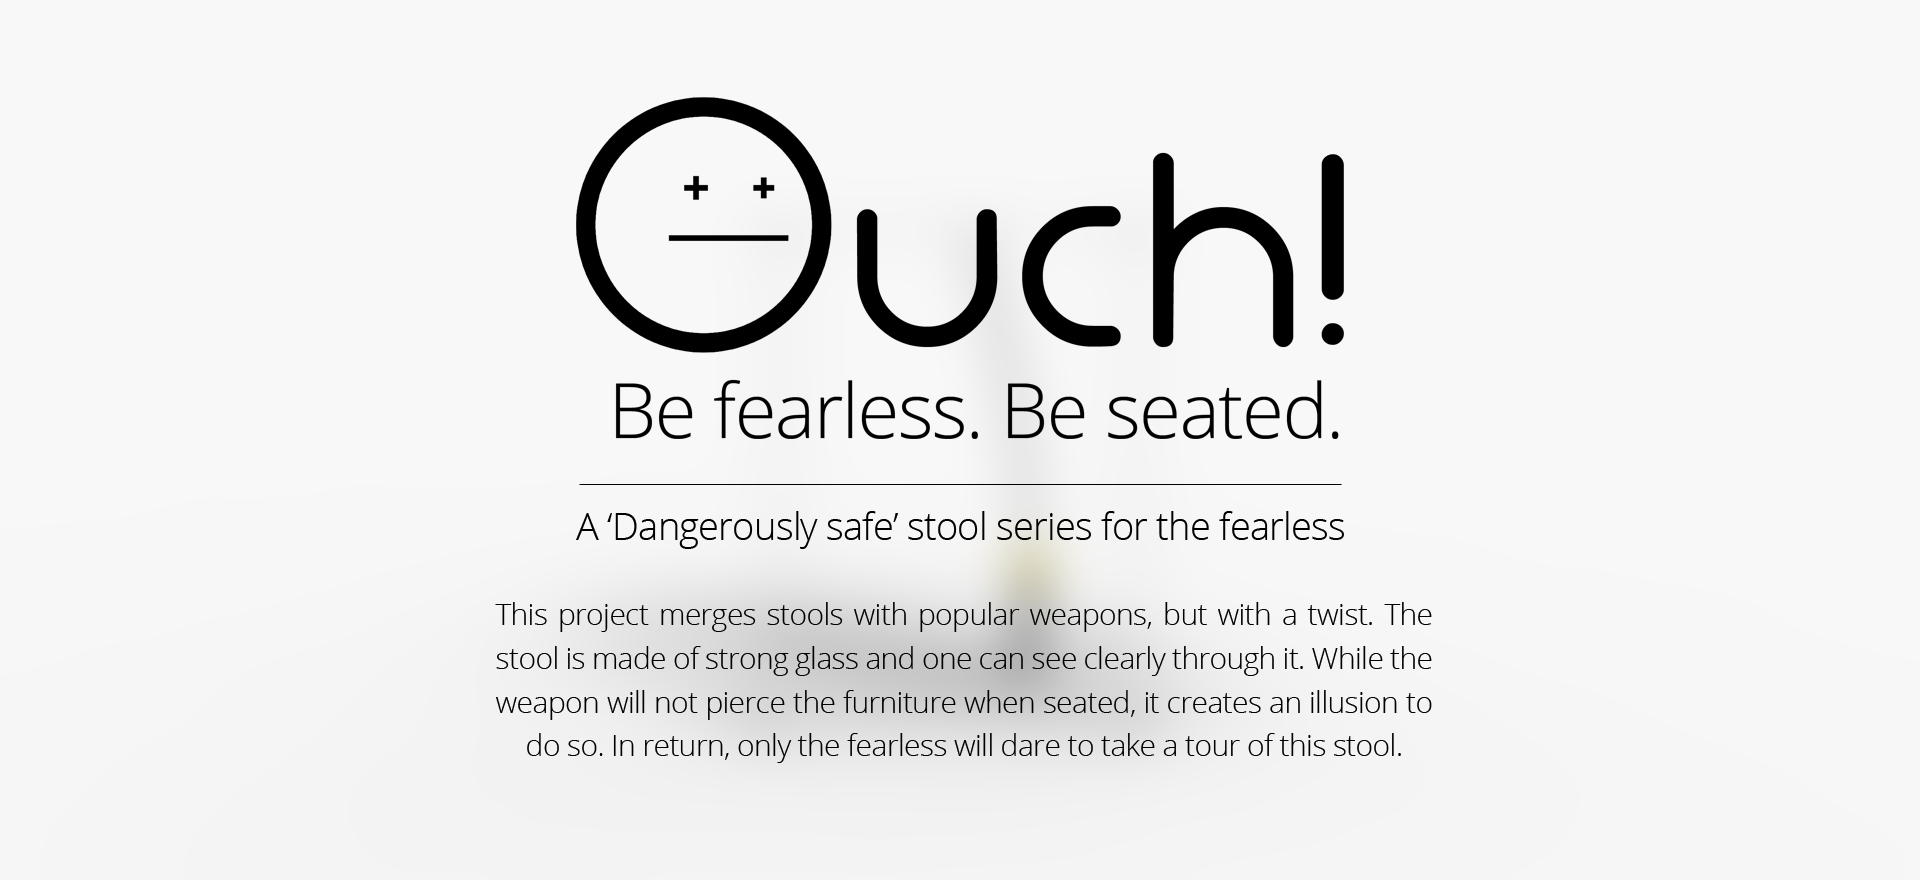 Ouch!
Be fearless. Be seated.
A ‘Dangerously safe’ stool series for the fearless
This project merges stools with popular weapons, but with a twist. The
stool is made of strong glass and one can see clearly through it. While the
weapon will not pierce the furniture when seated, it creates an illusion to
do so. In return, only the fearless will dare to take a tour of this stool.